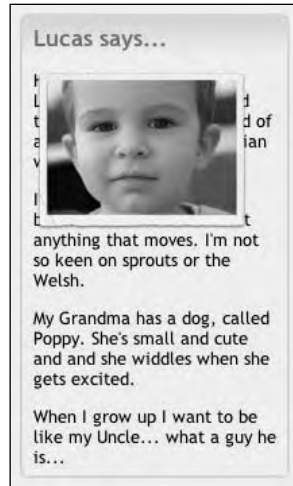 Lucas says...
of
anything that moves. I'm not
so keen on sprouts or the
Welsh.
My Grandma has a dog, called
Poppy. She's small and cute
and and she widdles when she
gets excited.
When I grow up I want to be
like my Uncle... what a guy he
is...